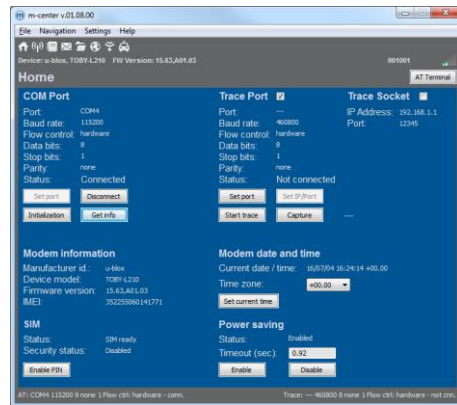 m-center v.01.08.00
File Navigation Settings Help
Device: u-blox, TOBY-L210 FW Version: 15.63,A01.03
001001
Home
AT Terminal
COM Port
Port: COM4
Baud rate: 115200
Flow control: hardware
Data bits: 8
Stop bits: 1
Parity: none
Status: Connected
Set port Disconnect
Initialization Get info
Trace Port
Port: ---
Baud rate: 460800
Flow control: hardware
Data bits: 8
Stop bits: 1
Parity: none
Status: Not connected
Set port Set IP/Port
Start trace Capture ---
Trace Socket
IP Address: 192.168.1.1
Port: 12345
Modem information
Manufacturer id.: u-blox
Device model: TOBY-L210
Firmware version: 15.63,A01.03
IMEI: 352255060141771
Modem date and time
Current date / time: 16/07/04 16:24:14 +00.00
Time zone: +00.00
Set current time
SIM
Status: SIM ready
Security status: Disabled
Enable PIN
Power saving
Status: Enabled
Timeout (sec): 0.92
Enable Disable
AT: COM4 115200 8 none 1 Flow ctrl: hardware - conn.
Trace: --- 460800 8 none 1 Flow ctrl: hardware - not cnn.